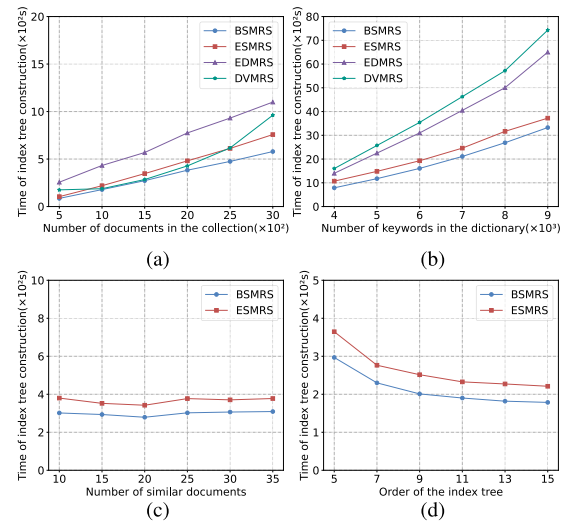 Time of index tree construction(×10²s)
20
15
10
5
0
BSMRS
ESMRS
EDMRS
DVMRS
5 10 15 20 25 30
Number of documents in the collection(×10²)
(a)
Time of index tree construction(×10²s)
80
70
60
50
40
30
20
10
0
BSMRS
ESMRS
EDMRS
DVMRS
4 5 6 7 8 9
Number of keywords in the dictionary(×10³)
(b)
Time of index tree construction(×10²s)
10
8
6
4
2
0
BSMRS
ESMRS
10 15 20 25 30 35
Number of similar documents
(c)
Time of index tree construction(×10²s)
5
4
3
2
1
0
BSMRS
ESMRS
5 7 9 11 13 15
Order of the index tree
(d)